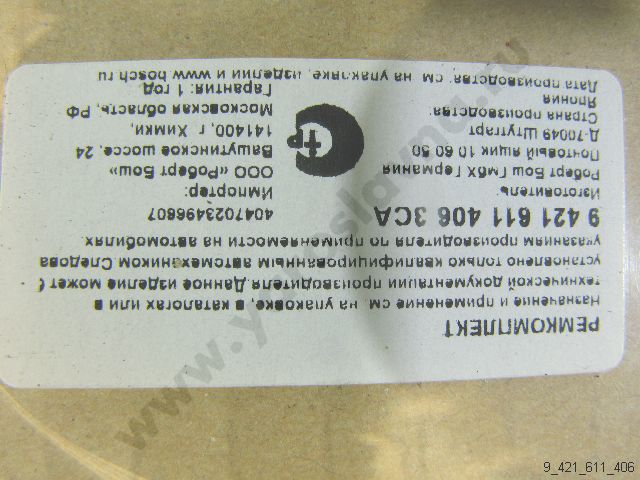 РЕМКОМПЛЕКТ
Назначение и применение см. на упаковке, в каталогах или в
технической документации производителя. Данное изделие может
установлено только квалифицированным автомехаником. Следова
указаниям производителя по применяемости на автомобилях
9 421 611 406 3CA
4047023496607
Изготовитель:
Роберт Бош ГмбХ Германия
Почтовый ящик 10 60 50
Д-70049 Штутгарт
Страна производства:
Япония
Дата производства: см. на упаковке, изделии и www.bosch.ru
Импортер:
ООО «Роберт Бош»
Вашутинское шоссе, 24
141400, г Химки,
Московская область, РФ,
Гарантия: 1 год
9_421_611_406